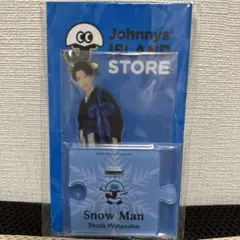 Johnnys'
ISLAND
STORE
Snow Man
Shota Watanabe